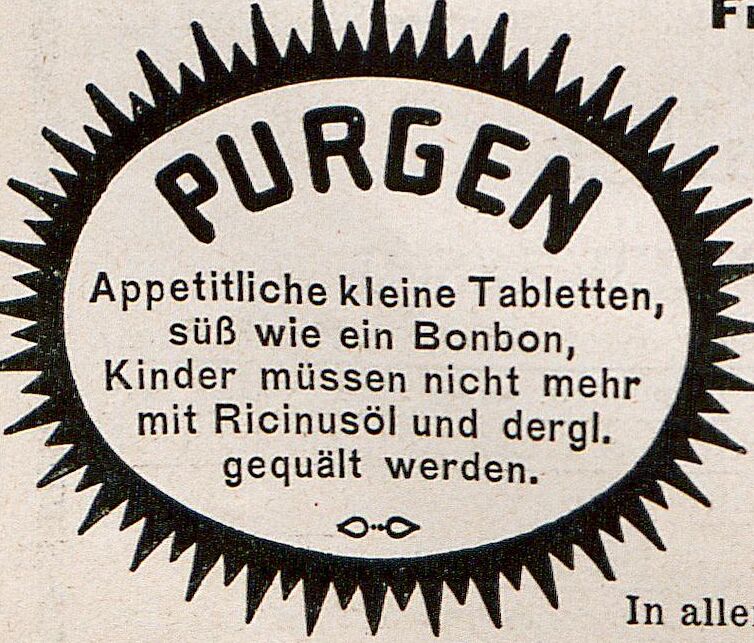 PURGEN
Appetitliche kleine Tabletten,
süß wie ein Bonbon,
Kinder müssen nicht mehr
mit Ricinusöl und dergl.
gequält werden.
In alle